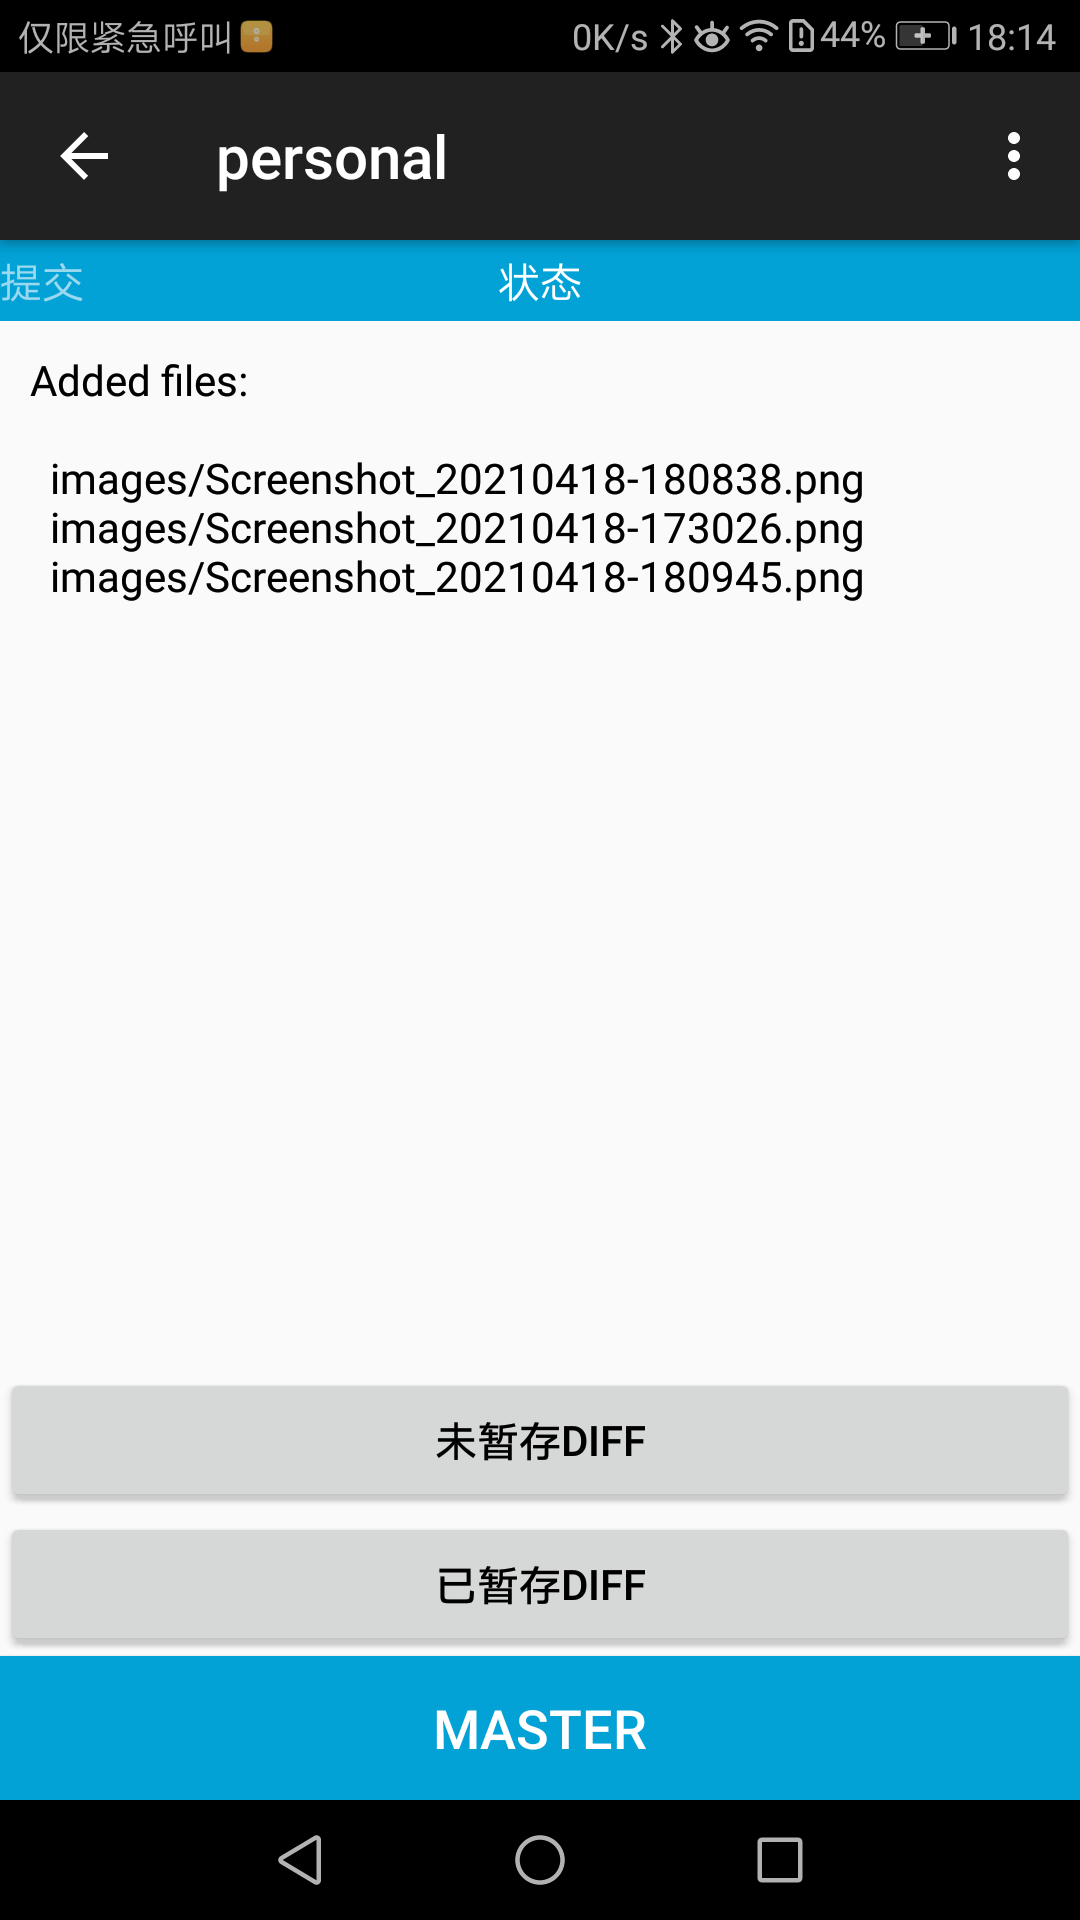 仅限紧急呼叫 0K/s 44% 18:14
personal
提交 状态
Added files:
images/Screenshot_20210418-180838.png
images/Screenshot_20210418-173026.png
images/Screenshot_20210418-180945.png
未暂存DIFF
已暂存DIFF
MASTER